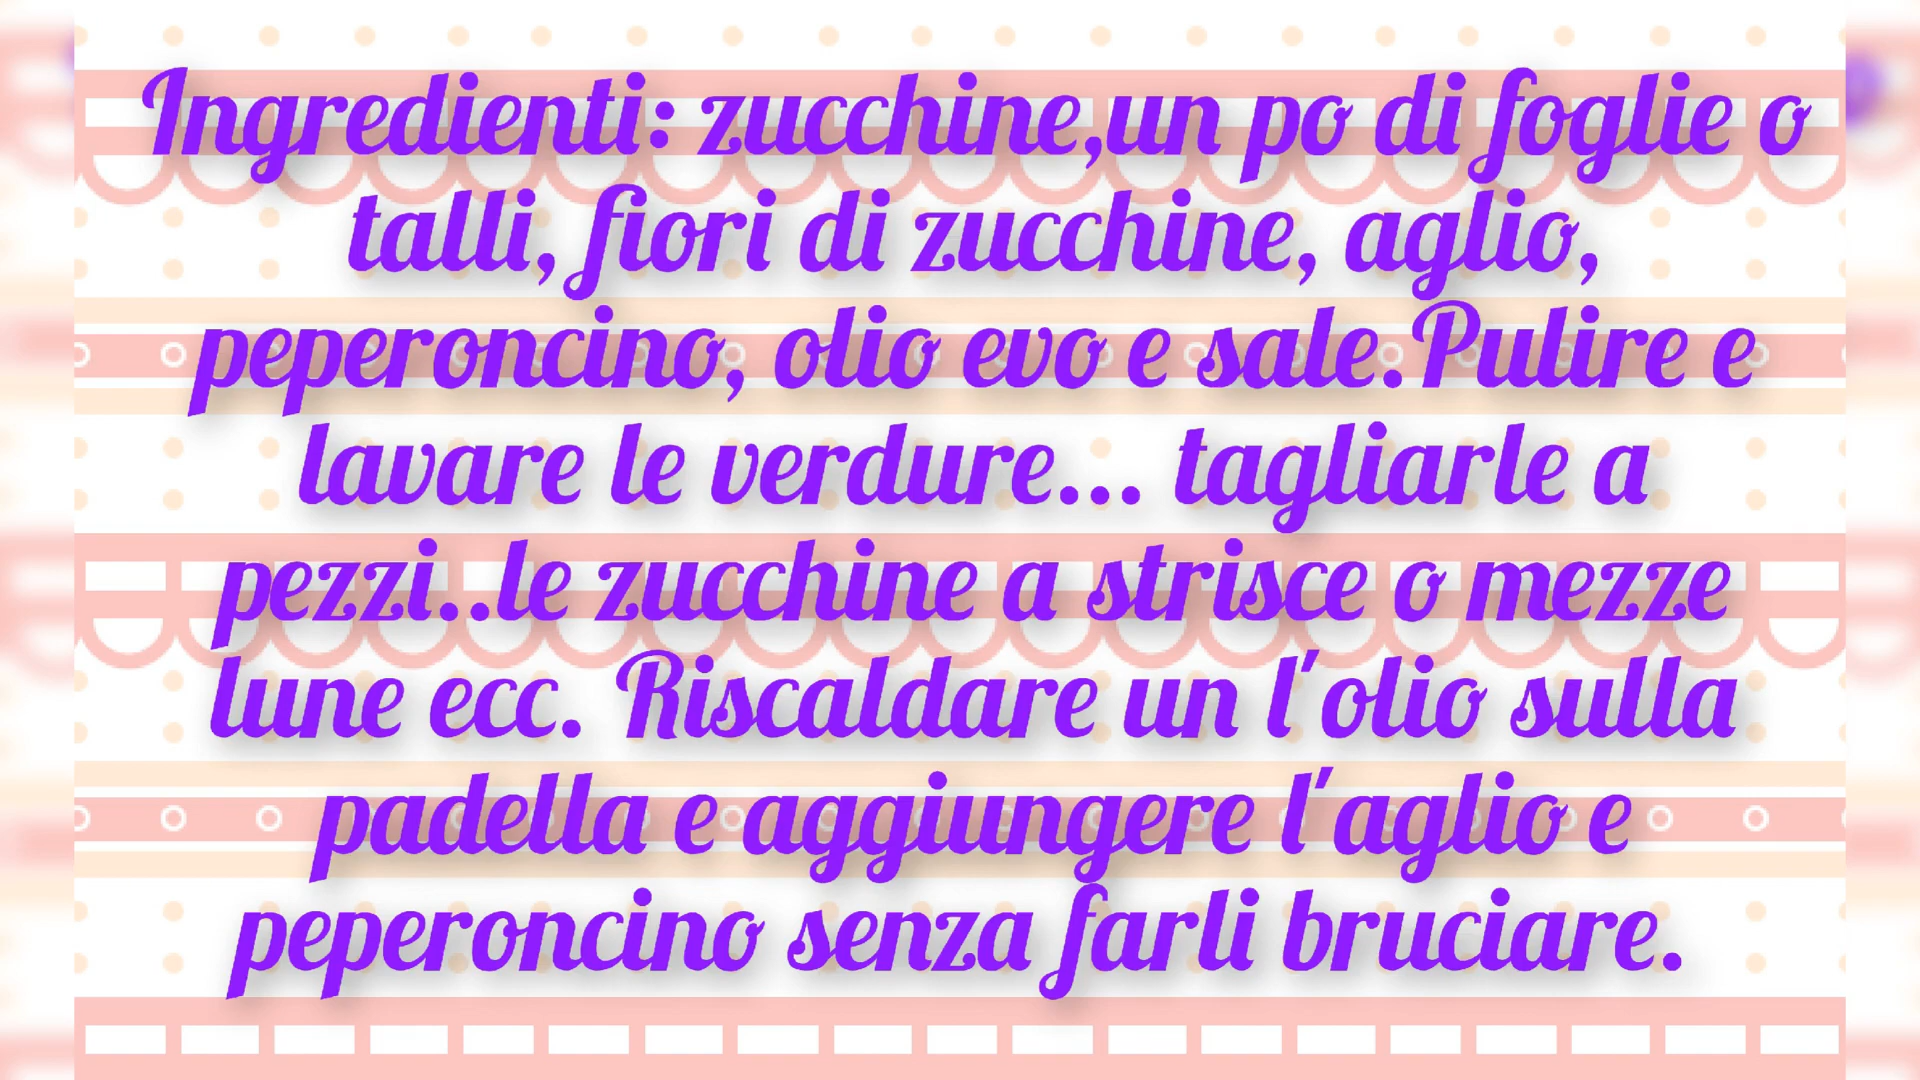 Ingredienti: zucchine,un po di foglie o
talli, fiori di zucchine, aglio,
peperoncino, olio evo e sale.Pulire e
lavare le verdure... tagliarle a
pezzi..le zucchine a strisce o mezze
lune ecc. Riscaldare un l'olio sulla
padella e aggiungere l'aglio e
peperoncino senza farli bruciare.